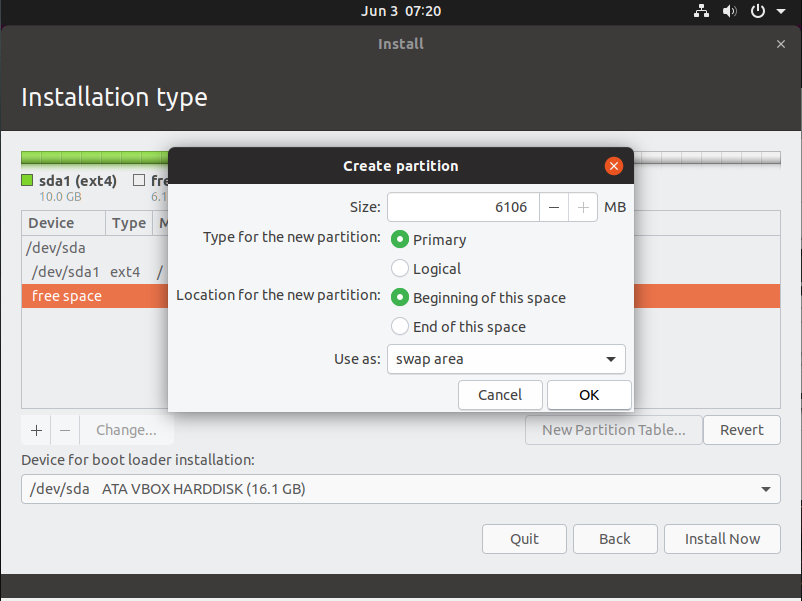 Jun 3 07:20
Install
Installation type
sda1 (ext4) fre
10.0 GB 6.1
Device Type M
/dev/sda
/dev/sda1 ext4 /
free space
Create partition
Size: 6106 MB
Type for the new partition: Primary
Logical
Location for the new partition: Beginning of this space
End of this space
Use as: swap area
Cancel OK
+ − Change... New Partition Table... Revert
Device for boot loader installation:
/dev/sda ATA VBOX HARDDISK (16.1 GB)
Quit Back Install Now